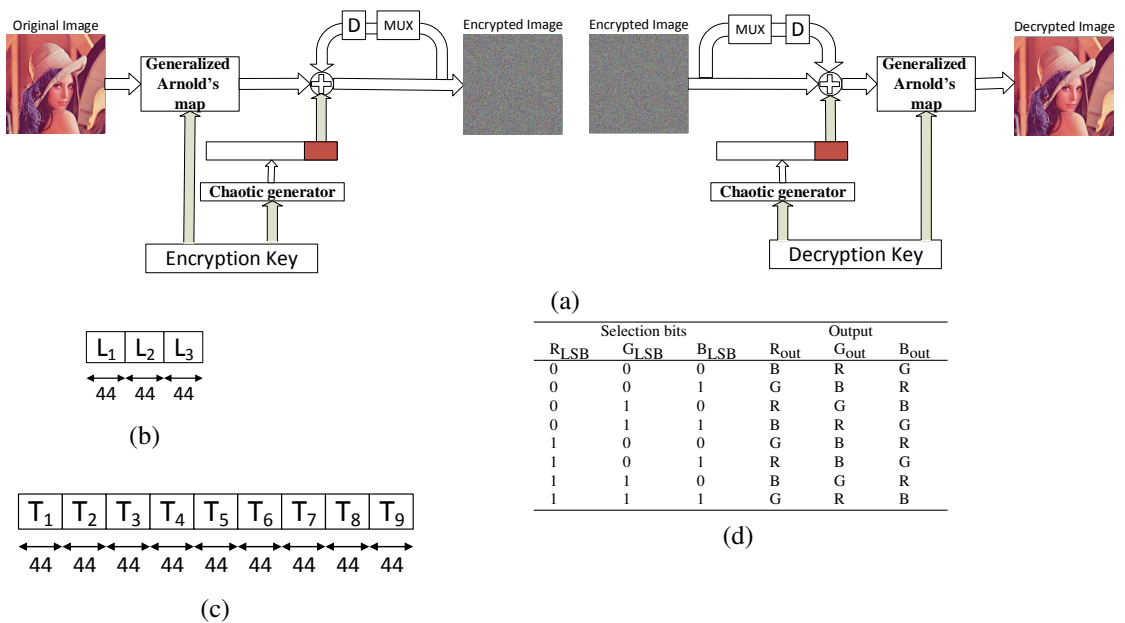 Original Image
Generalized
Arnold's
map
D
MUX
Encrypted Image
Chaotic generator
Encryption Key
Encrypted Image
MUX
D
Generalized
Arnold's
map
Decrypted Image
Chaotic generator
Decryption Key
(a)
L1 L2 L3
44 44 44
(b)
T1 T2 T3 T4 T5 T6 T7 T8 T9
44 44 44 44 44 44 44 44 44
(c)
Selection bits Output
RLSB GLSB BLSB Rout Gout Bout
0 0 0 B R G
0 0 1 G B R
0 1 0 R G B
0 1 1 B R G
1 0 0 G B R
1 0 1 R B G
1 1 0 B G R
1 1 1 G R B
(d)